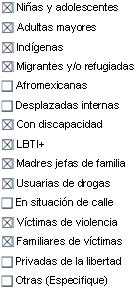 Niñas y adolescentes
Adultas mayores
Indígenas
Migrantes y/o refugiadas
Afromexicanas
Desplazadas internas
Con discapacidad
LBTI+
Madres jefas de familia
Usuarias de drogas
En situación de calle
Víctimas de violencia
Familiares de víctimas
Privadas de la libertad
Otras (Especifique)